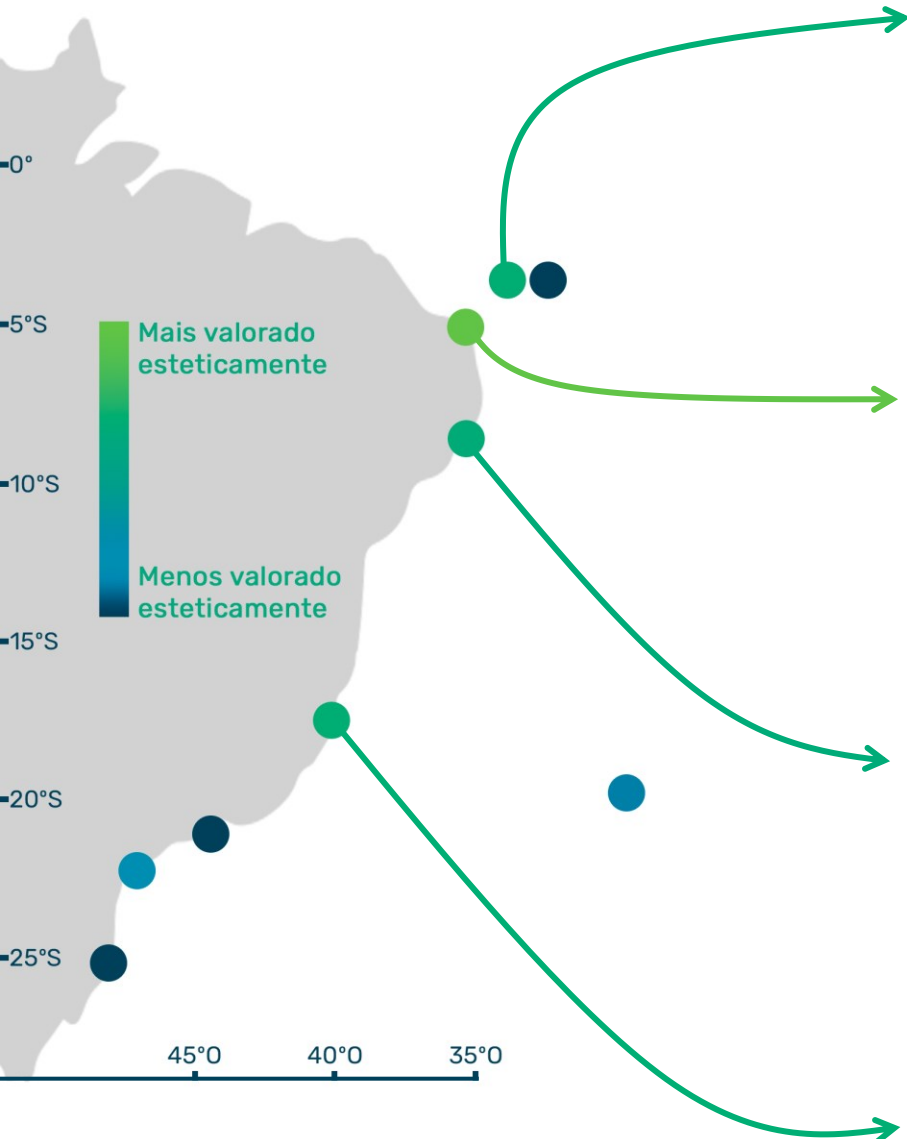 0°
5°S
Mais valorado
esteticamente
10°S
Menos valorado
esteticamente
15°S
20°S
25°S
45°O
40°O
35°O